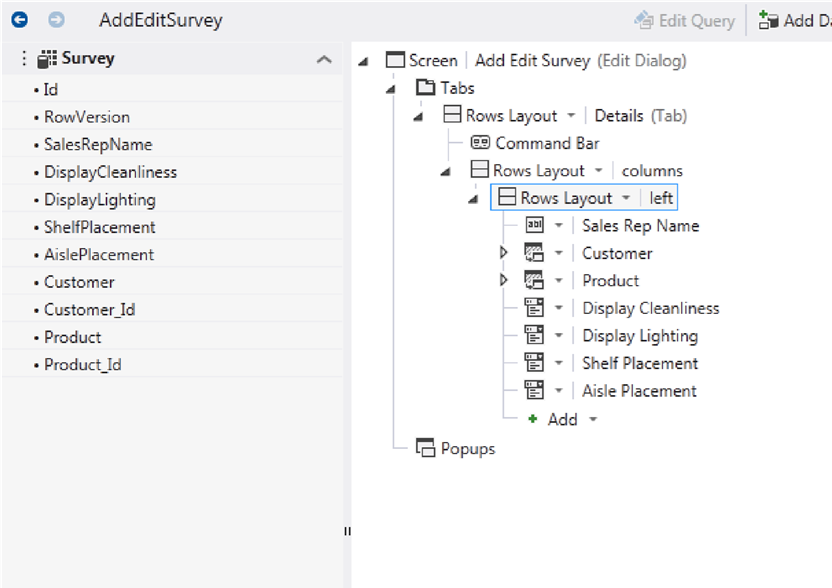 AddEditSurvey
Edit Query
Add Da
Survey
Id
RowVersion
SalesRepName
DisplayCleanliness
DisplayLighting
ShelfPlacement
AislePlacement
Customer
Customer_Id
Product
Product_Id
Screen | Add Edit Survey (Edit Dialog)
Tabs
Rows Layout | Details (Tab)
Command Bar
Rows Layout | columns
Rows Layout | left
abl Sales Rep Name
Customer
Product
Display Cleanliness
Display Lighting
Shelf Placement
Aisle Placement
Add
Popups